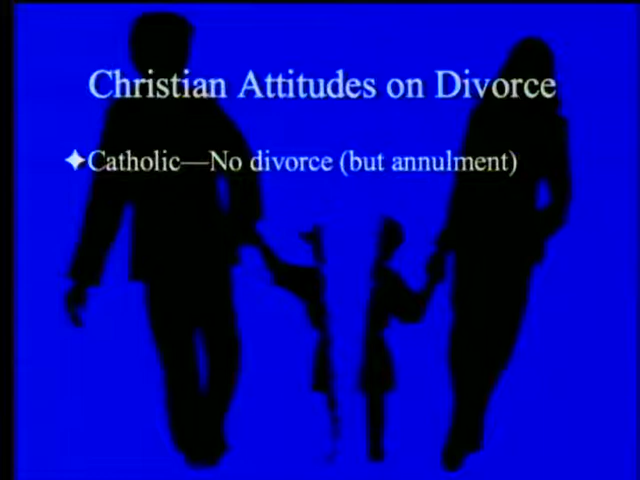 Christian Attitudes on Divorce
✦Catholic—No divorce (but annulment)